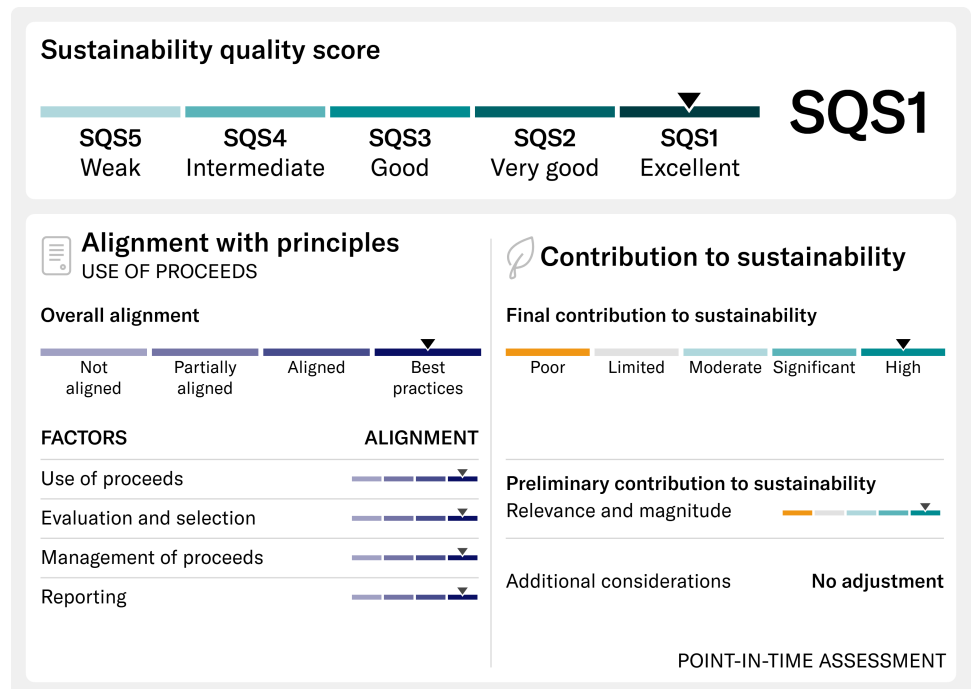 Sustainability quality score
SQS1
SQS5 SQS4 SQS3 SQS2 SQS1
Weak Intermediate Good Very good Excellent
Alignment with principles
USE OF PROCEEDS
Overall alignment
Not aligned
Partially aligned
Aligned
Best practices
FACTORS ALIGNMENT
Use of proceeds
Evaluation and selection
Management of proceeds
Reporting
Contribution to sustainability
Final contribution to sustainability
Poor Limited Moderate Significant High
Preliminary contribution to sustainability
Relevance and magnitude
Additional considerations No adjustment
POINT-IN-TIME ASSESSMENT